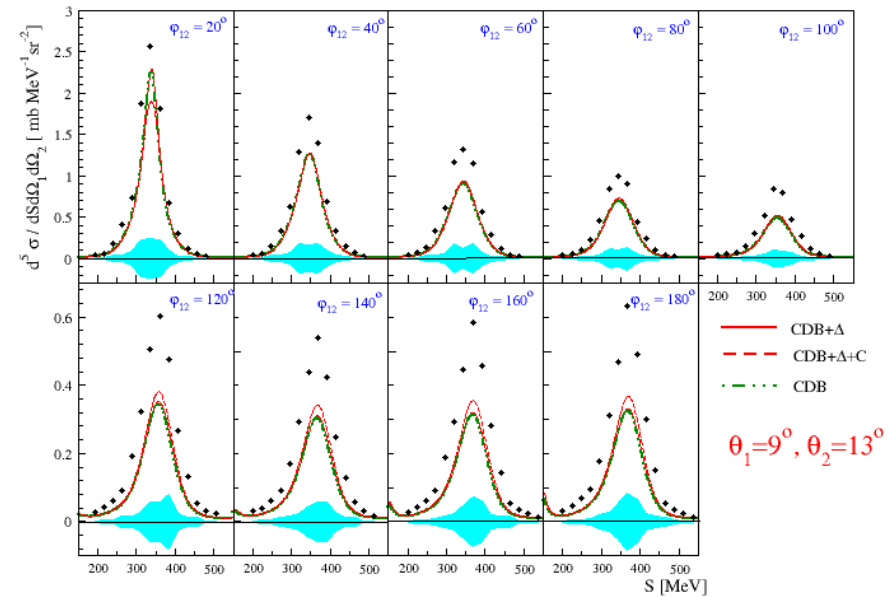 d⁵ σ / dSdΩ₁dΩ₂ [ mb MeV⁻¹sr⁻²]
3
2.5
2
1.5
1
0.5
0
φ₁₂ = 20°
φ₁₂ = 40°
φ₁₂ = 60°
φ₁₂ = 80°
φ₁₂ = 100°
200 300 400 500
0.6
0.4
0.2
0
φ₁₂ = 120°
φ₁₂ = 140°
φ₁₂ = 160°
φ₁₂ = 180°
CDB+Δ
CDB+Δ+C
CDB
θ₁=9°, θ₂=13°
200 300 400 500 200 300 400 500 200 300 400 500 200 300 400 500
S [MeV]